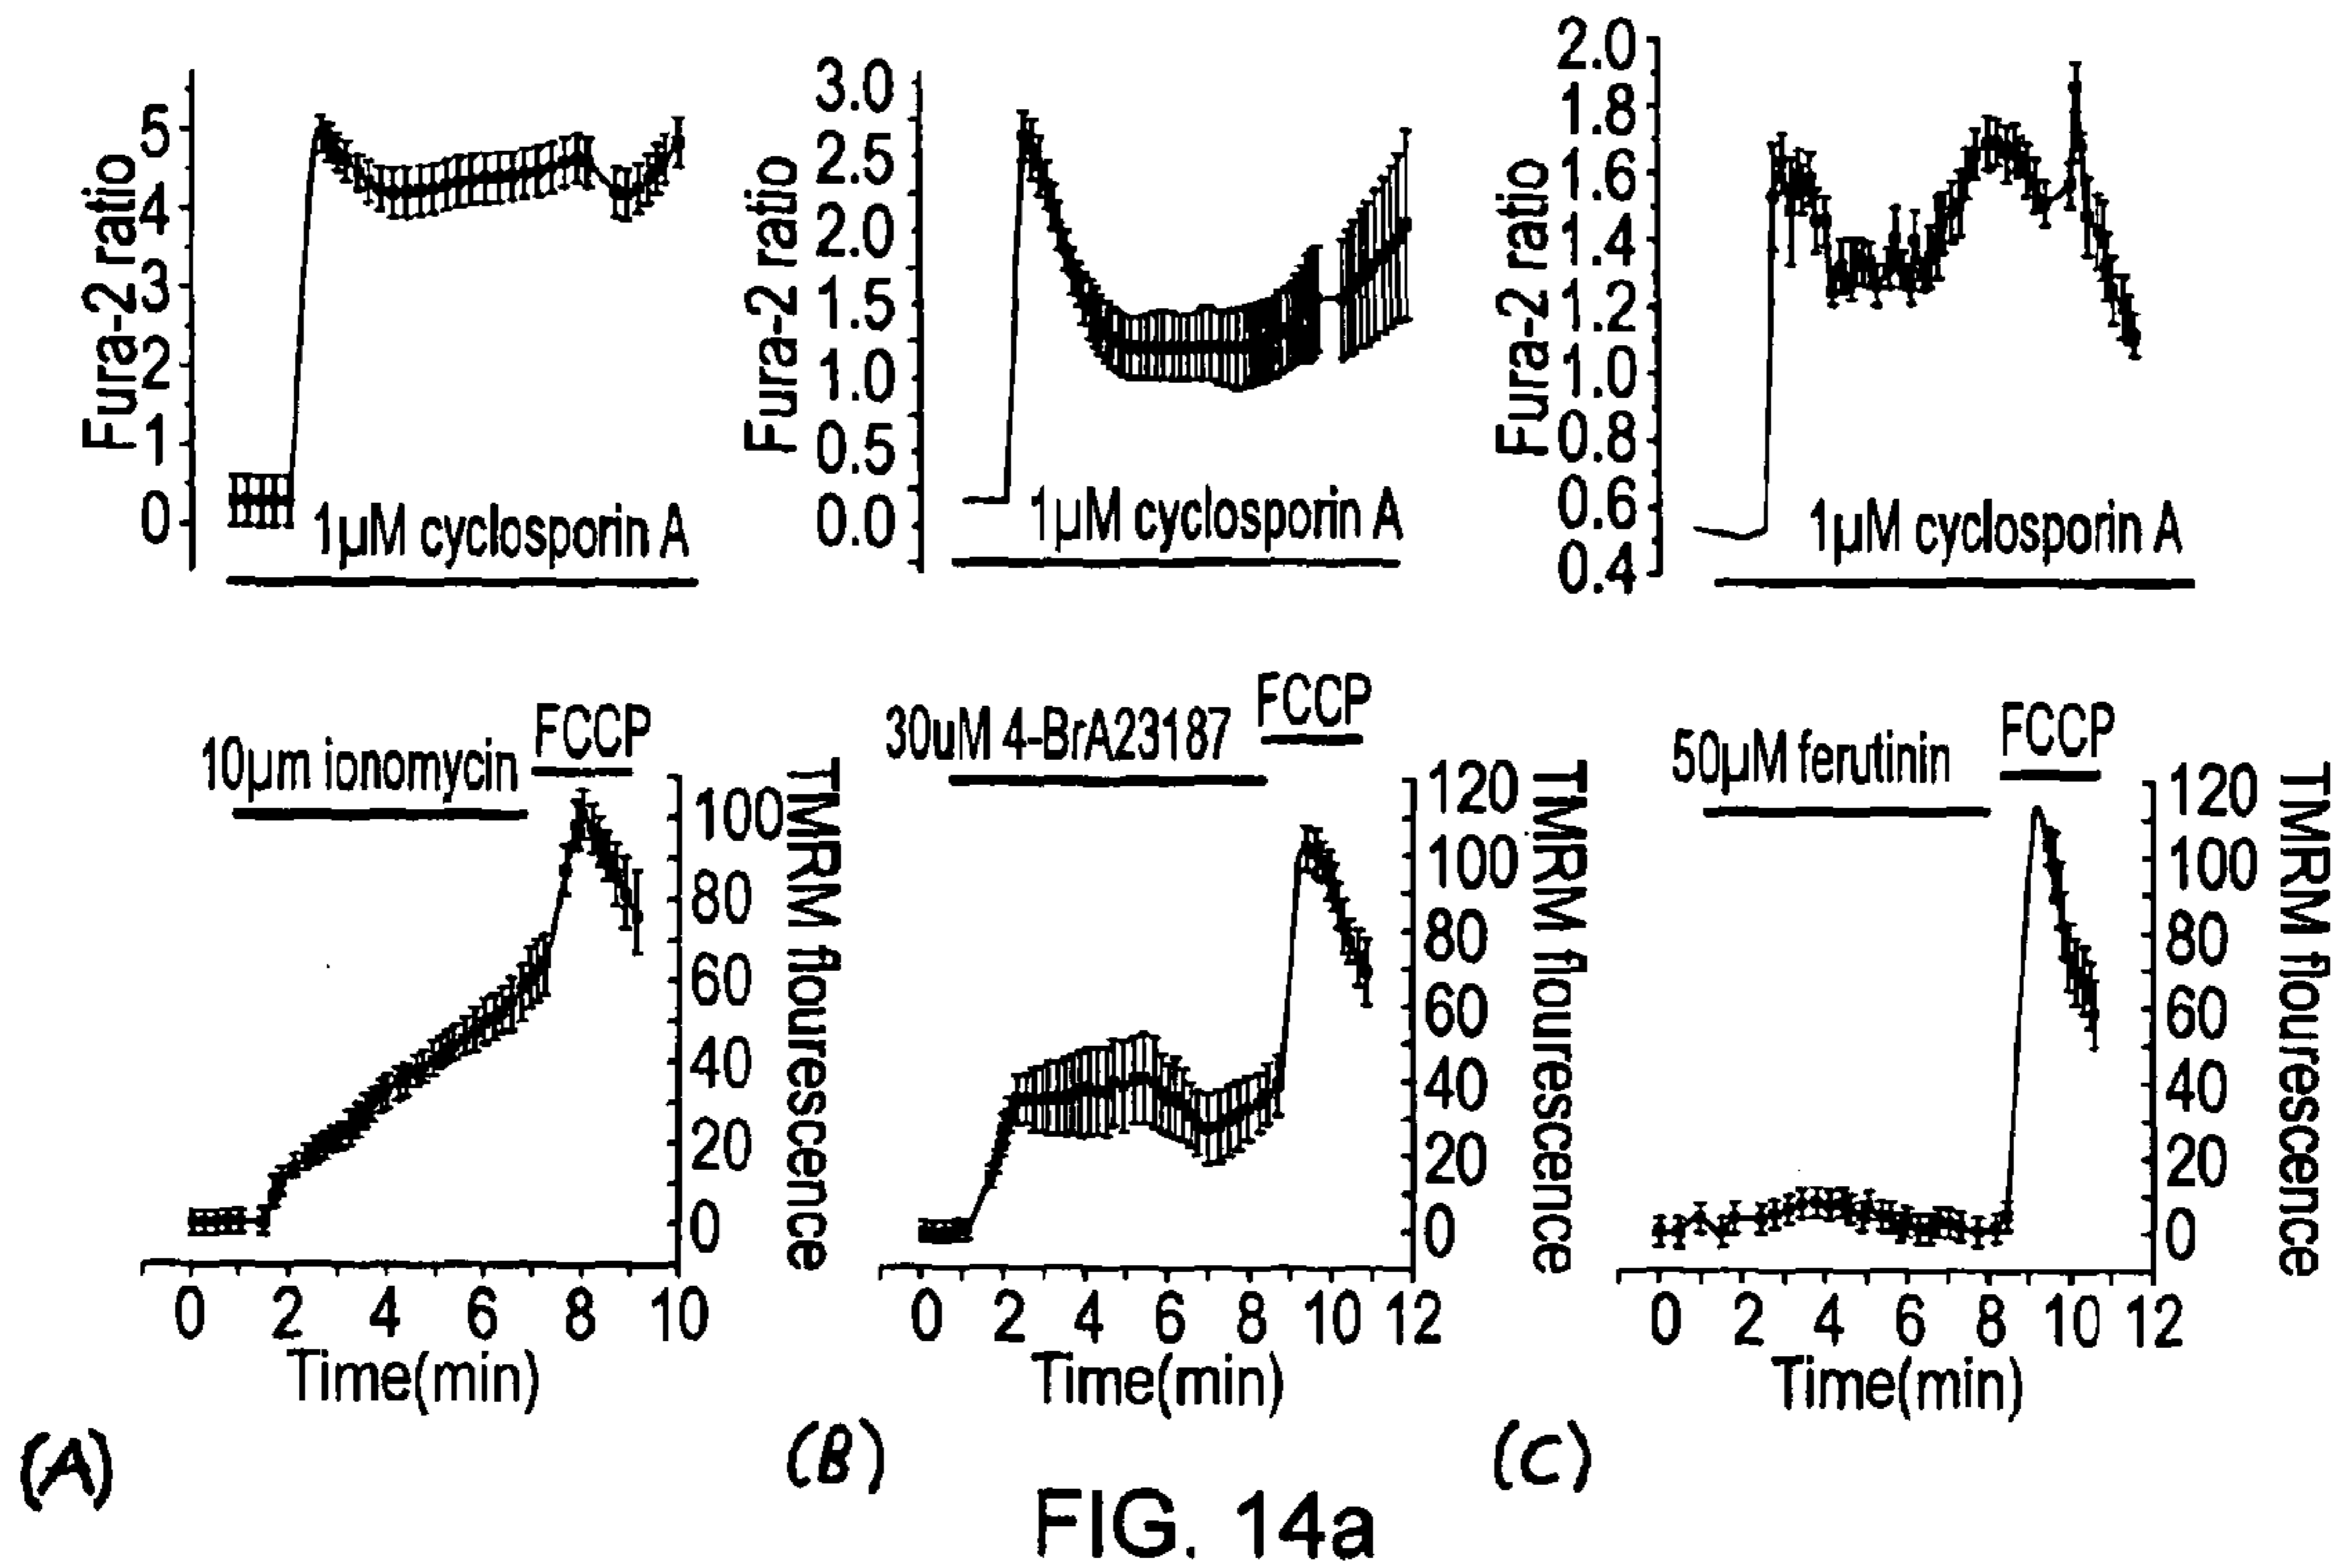 Fura-2 ratio
5
4
3
2
1
0
1µM cyclosporin A
Fura-2 ratio
3.0
2.5
2.0
1.5
1.0
0.5
0.0
1µM cyclosporin A
Fura-2 ratio
2.0
1.8
1.6
1.4
1.2
1.0
0.8
0.6
0.4
1µM cyclosporin A
10µm ionomycin
FCCP
100
80
60
40
20
0
TMRM flourescence
0 2 4 6 8 10
Time(min)
(A)
30uM 4-BrA23187
FCCP
120
100
80
60
40
20
0
TMRM flourescence
0 2 4 6 8 10 12
Time(min)
(B)
50µM ferutinin
FCCP
120
100
80
60
40
20
0
TMRM flourescence
0 2 4 6 8 10 12
Time(min)
(C)
FIG. 14a